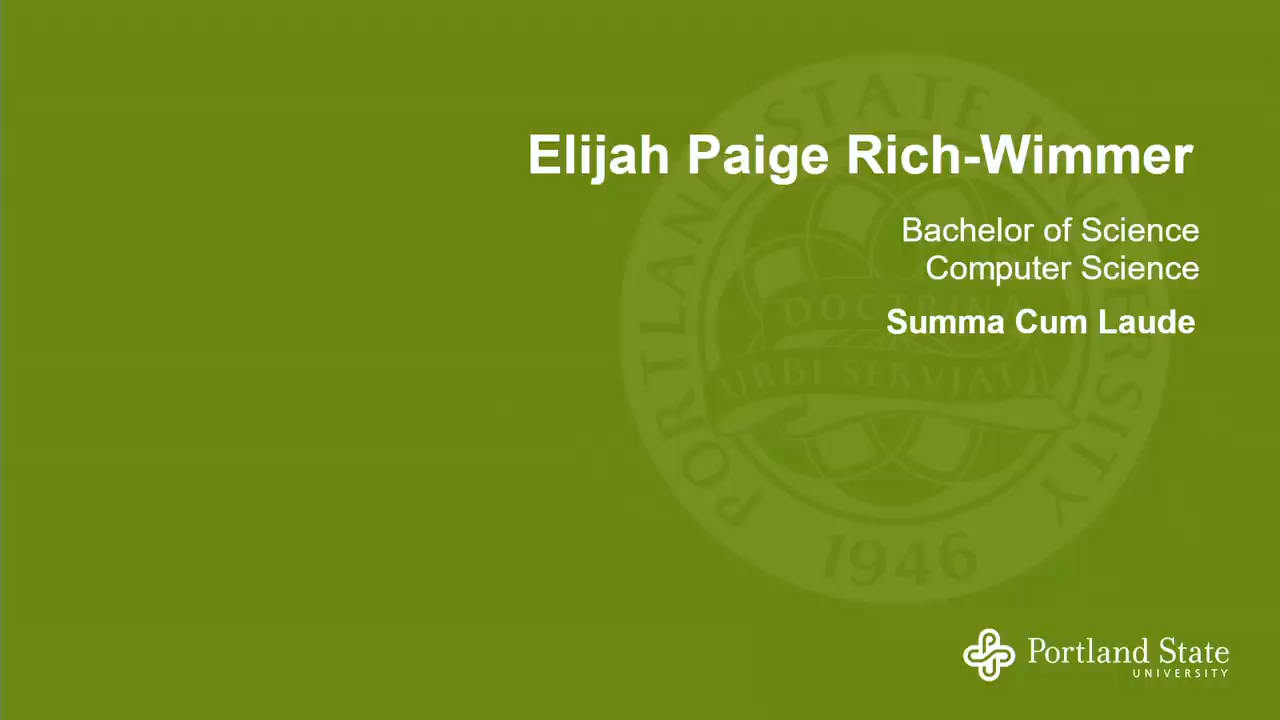 Elijah Paige Rich-Wimmer
Bachelor of Science
Computer Science
Summa Cum Laude
PORTLAND STATE UNIVERSITY
DOCTRINA
URBI SERVIAT
1946
Portland State
UNIVERSITY